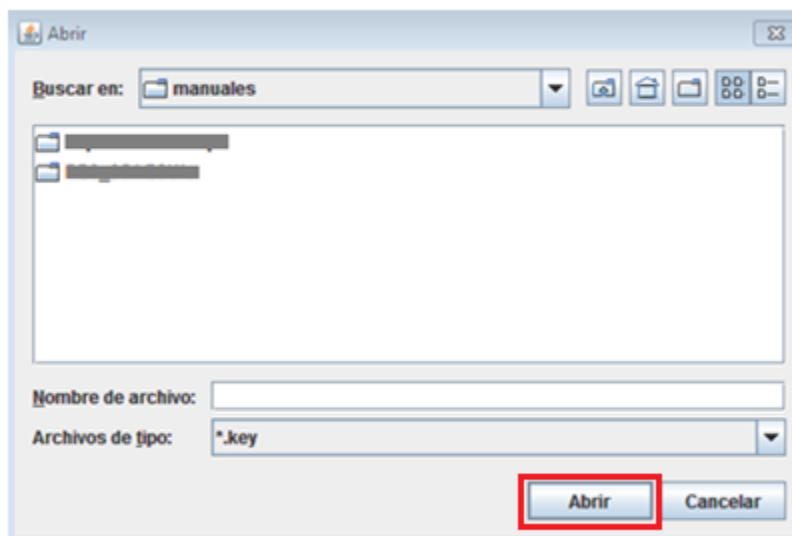 Abrir
Buscar en: manuales
Nombre de archivo:
Archivos de tipo: *.key
Abrir Cancelar